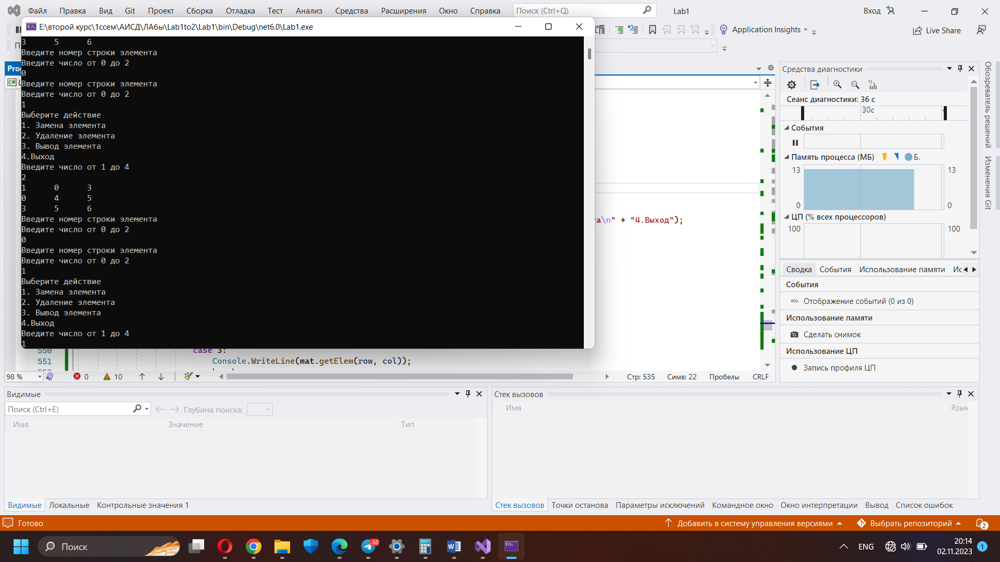 Файл Правка Вид Git Проект Сборка Отладка Тест Анализ Средства Расширения Окно Справка Поиск (Ctrl+Q) Lab1 Вход
E:\второй курс\1ссем\АИСД\ЛАбы\Lab1to2\Lab1\bin\Debug\net6.0\Lab1.exe
Application Insights Live Share
3 5 6
Введите номер строки элемента
Введите число от 0 до 2
0
Введите номер строки элемента
Введите число от 0 до 2
1
Выберите действие
1. Замена элемента
2. Удаление элемента
3. Вывод элемента
4.Выход
Введите число от 1 до 4
2
1 0 3
0 4 5
3 5 6
Введите номер строки элемента
Введите число от 0 до 2
0
Введите номер строки элемента
Введите число от 0 до 2
1
Выберите действие
1. Замена элемента
2. Удаление элемента
3. Вывод элемента
4.Выход
Введите число от 1 до 4
1
Prog
C#
та\n" + "4.Выход");
550 case 3:
551 Console.WriteLine(mat.getElem(row, col));
98 % 0 10 Стр: 535 Симв: 22 Пробелы CRLF
Средства диагностики
Сеанс диагностики: 36 с
30с
События
Память процесса (МБ) Б.
13 13
0 0
ЦП (% всех процессоров)
100 100
Сводка События Использование памяти Ис
События
Отображение событий (0 из 0)
Использование памяти
Сделать снимок
Использование ЦП
Запись профиля ЦП
Обозреватель решений
Изменения Git
Видимые
Поиск (Ctrl+E) Глубина поиска:
Имя Значение Тип
Видимые Локальные Контрольные значения 1
Стек вызовов
Имя Язык
Стек вызовов Точки останова Параметры исключений Командное окно Окно интерпретации Вывод Список ошибок
Готово Добавить в систему управления версиями Выбрать репозиторий 2
Поиск .60 ENG 20:14
02.11.2023 1